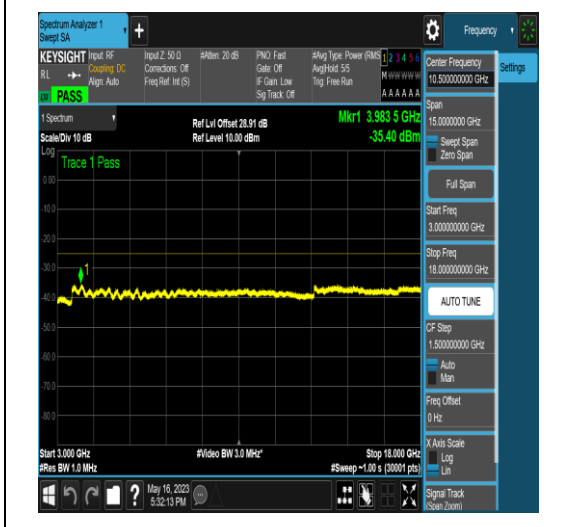 Spectrum Analyzer 1
Swept SA
+
Frequency
KEYSIGHT
RL
PASS
Input: RF
Coupling: DC
Align: Auto
Input Z: 50 Ω
Corrections: Off
Freq Ref: Int (S)
#Atten: 20 dB
PNO: Fast
Gate: Off
IF Gain: Low
Sig Track: Off
#Avg Type: Power (RMS
Avg|Hold: 5/5
Trig: Free Run
1 2 3 4 5 6
M W W W W W
A A A A A A
1 Spectrum
Scale/Div 10 dB
Ref Lvl Offset 28.91 dB
Ref Level 10.00 dBm
Mkr1 3.983 5 GHz
-35.40 dBm
Log
Trace 1 Pass
0.00
-10.0
-20.0
-30.0
-40.0
-50.0
-60.0
-70.0
-80.0
1
Start 3.000 GHz
#Res BW 1.0 MHz
#Video BW 3.0 MHz*
Stop 18.000 GHz
#Sweep ~1.00 s (30001 pts)
May 16, 2023
5:32:13 PM
?
Center Frequency
10.500000000 GHz
Settings
Span
15.0000000 GHz
Swept Span
Zero Span
Full Span
Start Freq
3.000000000 GHz
Stop Freq
18.000000000 GHz
AUTO TUNE
CF Step
1.500000000 GHz
Auto
Man
Freq Offset
0 Hz
X Axis Scale
Log
Lin
Signal Track
(Span Zoom)